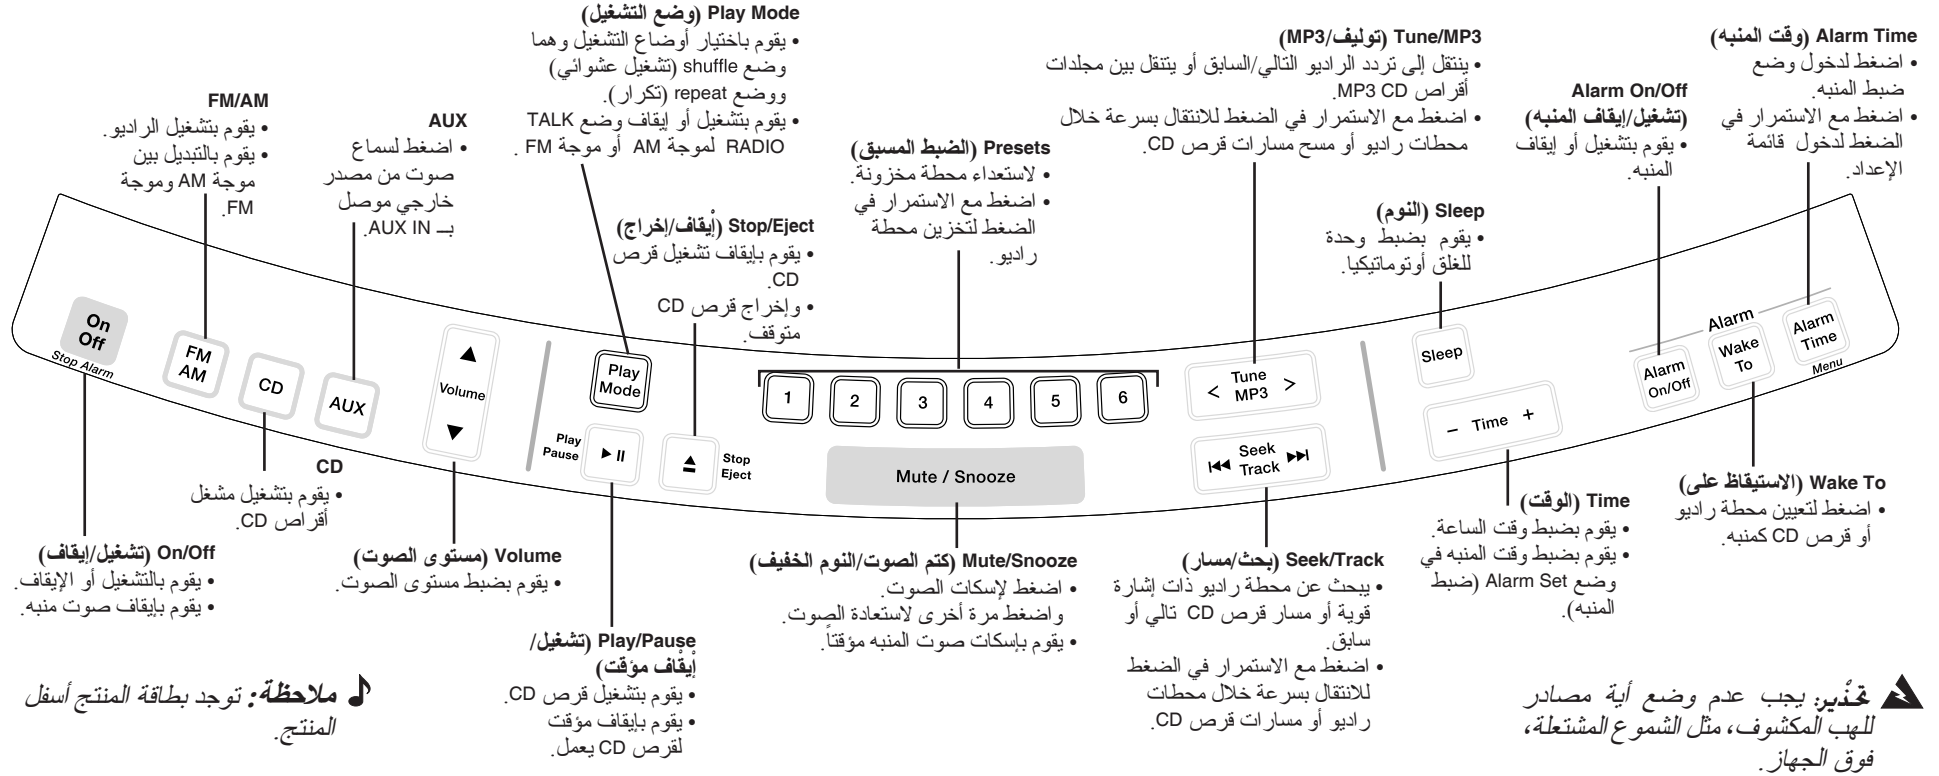 Play Mode (وضع التشغيل)
• يقوم باختيار أوضاع التشغيل وهما
وضع shuffle (تشغيل عشوائي)
ووضع repeat (تكرار).
• يقوم بتشغيل أو إيقاف وضع TALK
RADIO لموجة AM أو موجة FM .
Tune/MP3 (توليف/MP3)
• ينتقل إلى تردد الراديو التالي/السابق أو يتنقل بين مجلدات
أقراص MP3 CD.
• اضغط مع الاستمرار في الضغط للانتقال بسرعة خلال
محطات راديو أو مسح مسارات قرص CD.
Alarm Time (وقت المنبه)
• اضغط لدخول وضع
ضبط المنبه.
• اضغط مع الاستمرار في
الضغط لدخول قائمة
الإعداد.
Alarm On/Off
(تشغيل/إيقاف المنبه)
• يقوم بتشغيل أو إيقاف
المنبه.
FM/AM
• يقوم بتشغيل الراديو.
• يقوم بالتبديل بين
موجة AM وموجة
FM.
AUX
• اضغط لسماع
صوت من مصدر
خارجي موصل
بـ AUX IN.
Presets (الضبط المسبق)
• لاستعداء محطة مخزونة.
• اضغط مع الاستمرار في
الضغط لتخزين محطة
راديو.
Stop/Eject (إيقاف/إخراج)
• يقوم بإيقاف تشغيل قرص
CD.
• وإخراج قرص CD
متوقف.
Sleep (النوم)
• يقوم بضبط وحدة
للغلق أوتوماتيكيا.
On
Off
Stop Alarm
FM
AM
CD
AUX
Volume
Play
Mode
Play
Pause
Stop
Eject
1 2 3 4 5 6
Mute / Snooze
< Tune >
MP3
Seek
Track
Sleep
– Time +
Alarm
Alarm
On/Off
Wake
To
Alarm
Time
Menu
CD
• يقوم بتشغيل مشغل
أقراص CD.
On/Off (تشغيل/إيقاف)
• يقوم بالتشغيل أو الإيقاف.
• يقوم بإيقاف صوت منبه.
Volume (مستوى الصوت)
• يقوم بضبط مستوى الصوت.
Play/Pause (تشغيل/
إيقاف مؤقت)
• يقوم بتشغيل قرص CD.
• يقوم بإيقاف مؤقت
لقرص CD يعمل.
Mute/Snooze (كتم الصوت/النوم الخفيف)
• اضغط لإسكات الصوت.
واضغط مرة أخرى لاستعادة الصوت.
• يقوم بإسكات صوت المنبه مؤقتاً.
Seek/Track (بحث/مسار)
• يبحث عن محطة راديو ذات إشارة
قوية أو مسار قرص CD تالي أو
سابق.
• اضغط مع الاستمرار في الضغط
للانتقال بسرعة خلال محطات
راديو أو مسارات قرص CD.
Time (الوقت)
• يقوم بضبط وقت الساعة.
• يقوم بضبط وقت المنبه في
وضع Alarm Set (ضبط
المنبه).
Wake To (الاستيقاظ على)
• اضغط لتعيين محطة راديو
أو قرص CD كمنبه.
ملاحظة: توجد بطاقة المنتج أسفل
المنتج.
تحذير: يجب عدم وضع أية مصادر
للهب المكشوف، مثل الشموع المشتعلة،
فوق الجهاز.